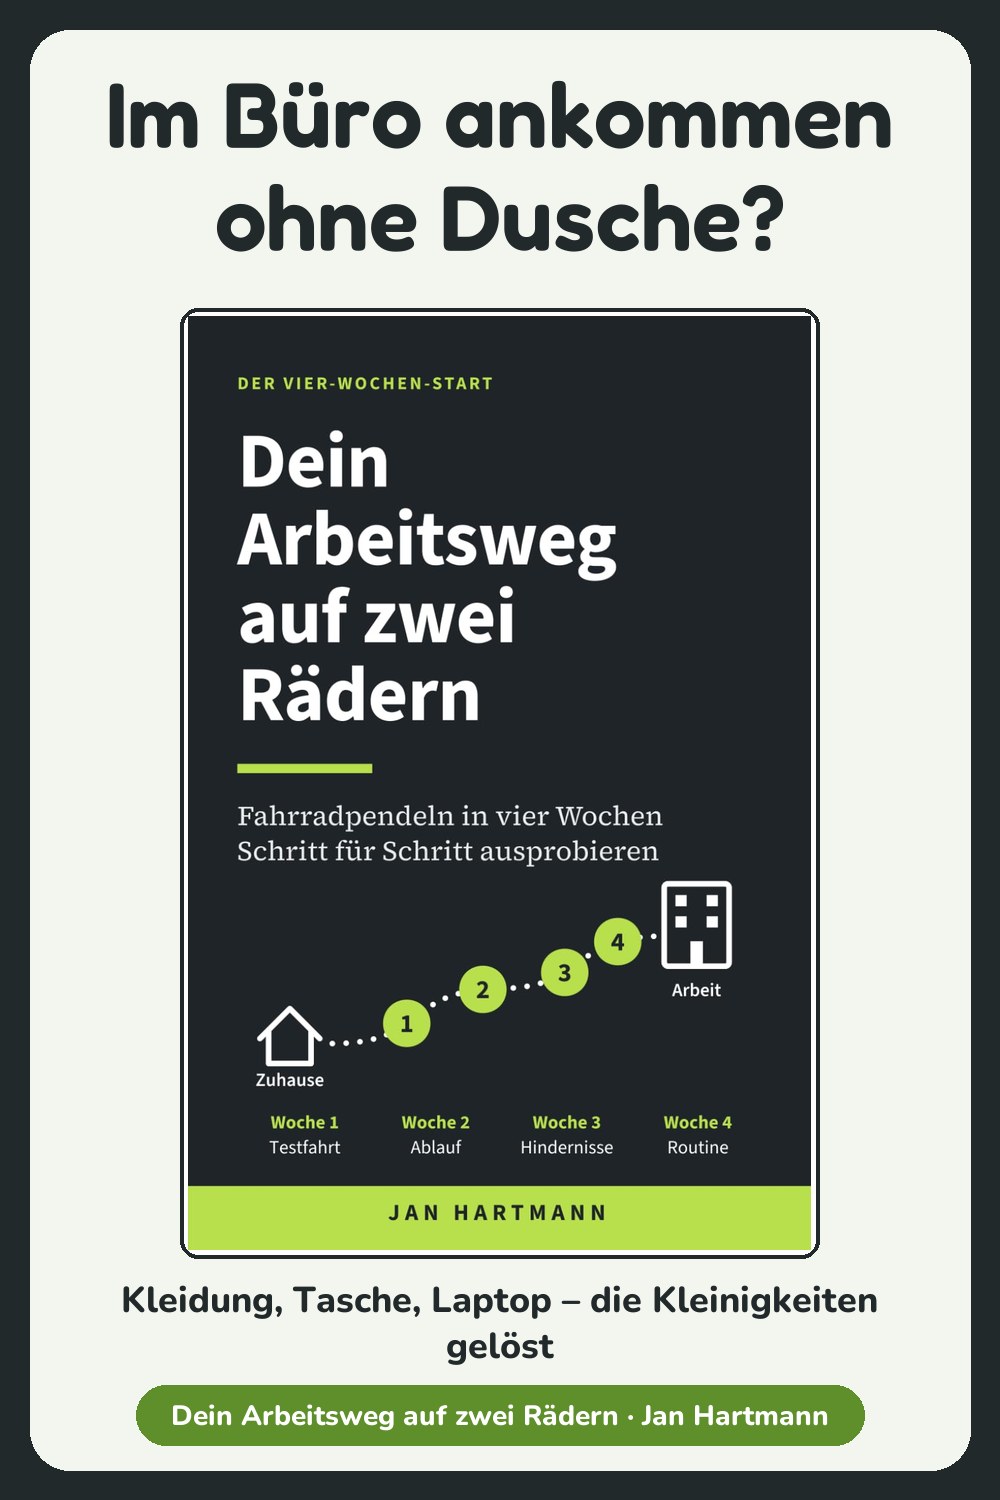 Im Büro ankommen
ohne Dusche?
DER VIER-WOCHEN-START
Dein
Arbeitsweg
auf zwei
Rädern
Fahrradpendeln in vier Wochen
Schritt für Schritt ausprobieren
4
3
2
1
Arbeit
Zuhause
Woche 1 Woche 2 Woche 3 Woche 4
Testfahrt Ablauf Hindernisse Routine
JAN HARTMANN
Kleidung, Tasche, Laptop – die Kleinigkeiten
gelöst
Dein Arbeitsweg auf zwei Rädern · Jan Hartmann